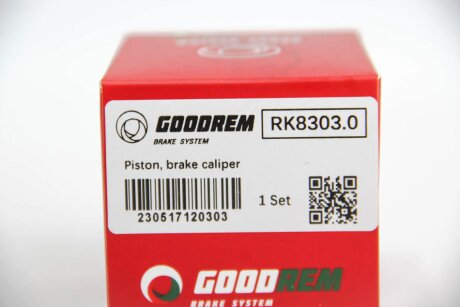 GOODREM
BRAKE SYSTEM
RK8303.0
Piston, brake caliper
230517120303
1 Set
GOODREM
BRAKE SYSTEM